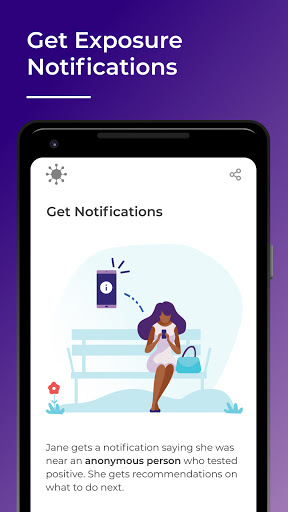 Get Exposure
Notifications
Get Notifications
Jane gets a notification saying she was
near an anonymous person who tested
positive. She gets recommendations on
what to do next.